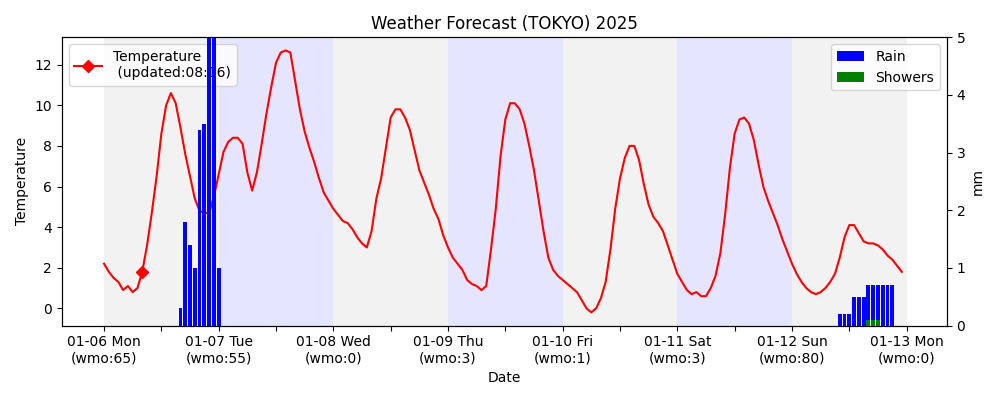 Weather Forecast (TOKYO) 2025
Temperature
(updated:08:06)
Rain
Showers
Temperature
12
10
8
6
4
2
0
5
4
3
2
1
0
mm
01-06 Mon
(wmo:65)
01-07 Tue
(wmo:55)
01-08 Wed
(wmo:0)
01-09 Thu
(wmo:3)
01-10 Fri
(wmo:1)
01-11 Sat
(wmo:3)
01-12 Sun
(wmo:80)
01-13 Mon
(wmo:0)
Date